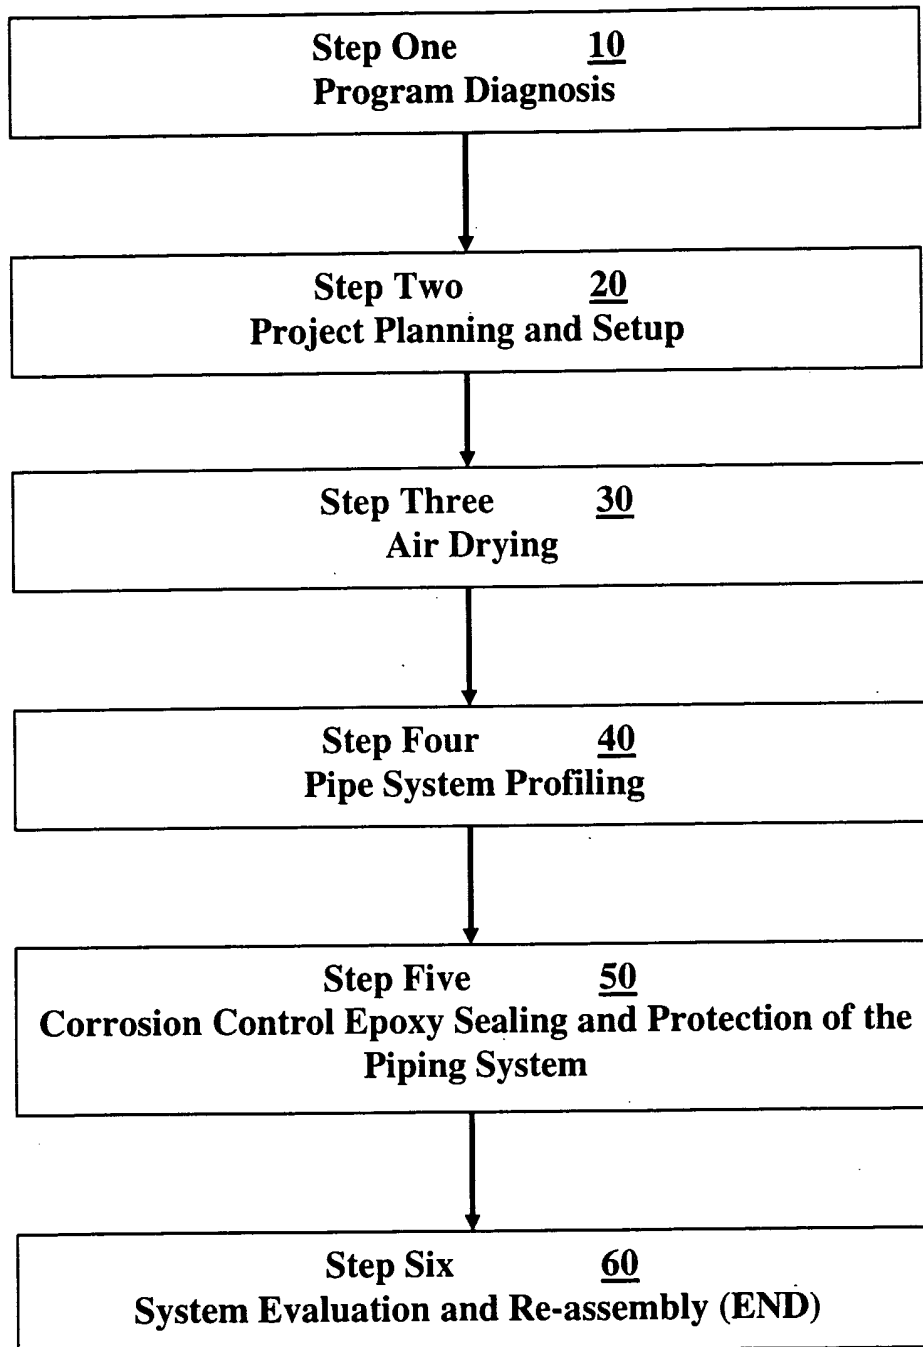 Step One 10
Program Diagnosis
Step Two 20
Project Planning and Setup
Step Three 30
Air Drying
Step Four 40
Pipe System Profiling
Step Five 50
Corrosion Control Epoxy Sealing and Protection of the
Piping System
Step Six 60
System Evaluation and Re-assembly (END)